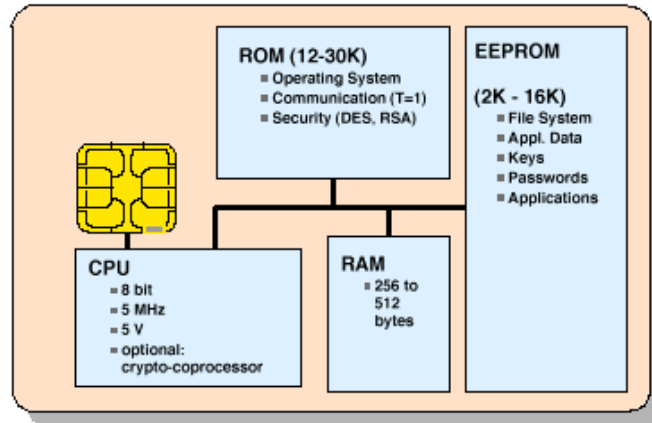 ROM (12-30K)
Operating System
Communication (T=1)
Security (DES, RSA)
EEPROM
(2K - 16K)
File System
Appl. Data
Keys
Passwords
Applications
CPU
8 bit
5 MHz
5 V
optional:
crypto-coprocessor
RAM
256 to
512
bytes